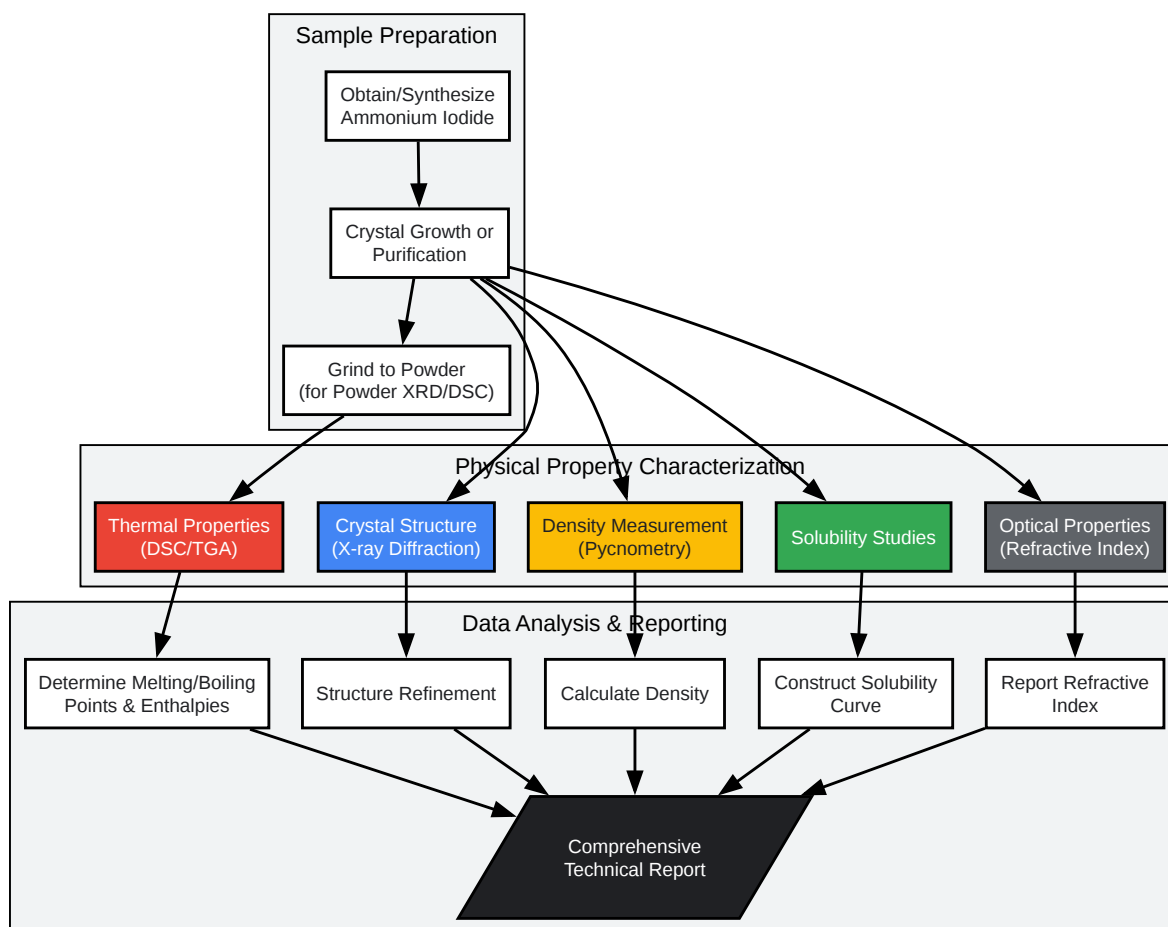 Sample Preparation
Obtain/Synthesize
Ammonium Iodide
Crystal Growth or
Purification
Grind to Powder
(for Powder XRD/DSC)
Physical Property Characterization
Thermal Properties
(DSC/TGA)
Crystal Structure
(X-ray Diffraction)
Density Measurement
(Pycnometry)
Solubility Studies
Optical Properties
(Refractive Index)
Data Analysis & Reporting
Determine Melting/Boiling
Points & Enthalpies
Structure Refinement
Calculate Density
Construct Solubility
Curve
Report Refractive
Index
Comprehensive
Technical Report